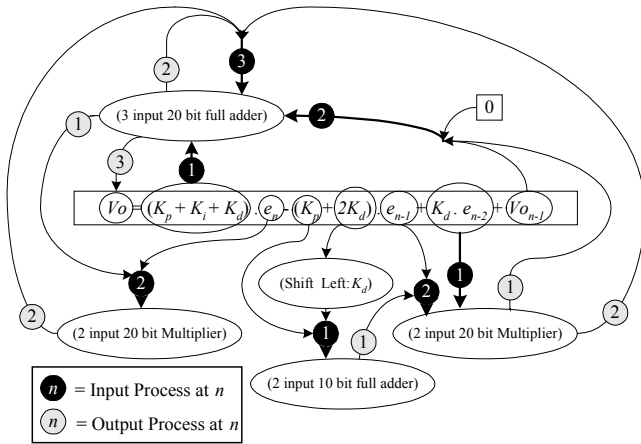 2
3
1
(3 input 20 bit full adder)
2
0
3
1
Vo = (Kp + Ki + Kd) . en - (Kp + 2Kd) . en-1 + Kd . en-2 + Von-1
2
(Shift Left: Kd)
2
1
1
2
2
(2 input 20 bit Multiplier)
1
1
(2 input 20 bit Multiplier)
(2 input 10 bit full adder)
n = Input Process at n
n = Output Process at n